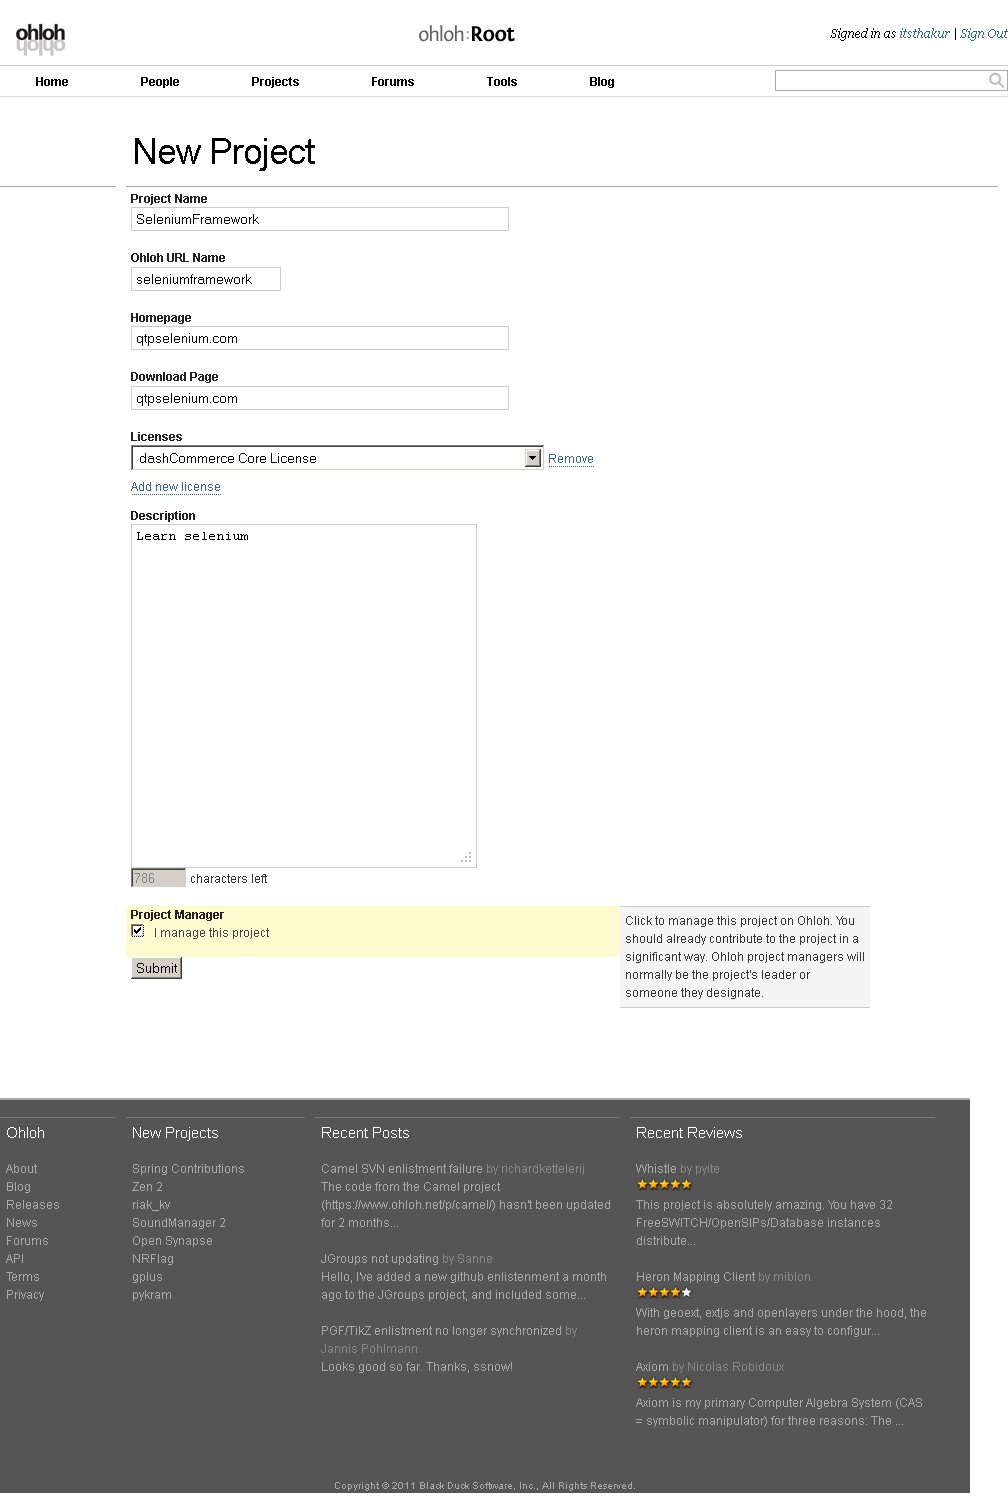 ohloh
ohloh:Root
Signed in as itsthakur | Sign Out
Home People Projects Forums Tools Blog
New Project
Project Name
SeleniumFramework
Ohloh URL Name
seleniumframework
Homepage
qtpselenium.com
Download Page
qtpselenium.com
Licenses
dashCommerce Core License Remove
Add new license
Description
Learn selenium
786 characters left
Project Manager
I manage this project
Submit
Click to manage this project on Ohloh. You
should already contribute to the project in a
significant way. Ohloh project managers will
normally be the project's leader or
someone they designate.
Ohloh
About
Blog
Releases
News
Forums
API
Terms
Privacy
New Projects
Spring Contributions
Zen 2
riak_kv
SoundManager 2
Open Synapse
NRFlag
gplus
pykram
Recent Posts
Camel SVN enlistment failure by richardkettelerij
The code from the Camel project
(https://www.ohloh.net/p/camel/) hasn't been updated
for 2 months...
JGroups not updating by Sanne
Hello, I've added a new github enlistenment a month
ago to the JGroups project, and included some...
PGF/TikZ enlistment no longer synchronized by
Jannis Pohlmann
Looks good so far. Thanks, ssnow!
Recent Reviews
Whistle by pyite
This project is absolutely amazing. You have 32
FreeSWITCH/OpenSIPs/Database instances
distribute...
Heron Mapping Client by miblon
With geoext, extjs and openlayers under the hood, the
heron mapping client is an easy to configur...
Axiom by Nicolas Robidoux
Axiom is my primary Computer Algebra System (CAS
= symbolic manipulator) for three reasons: The ...
Copyright © 2011 Black Duck Software, Inc., All Rights Reserved.